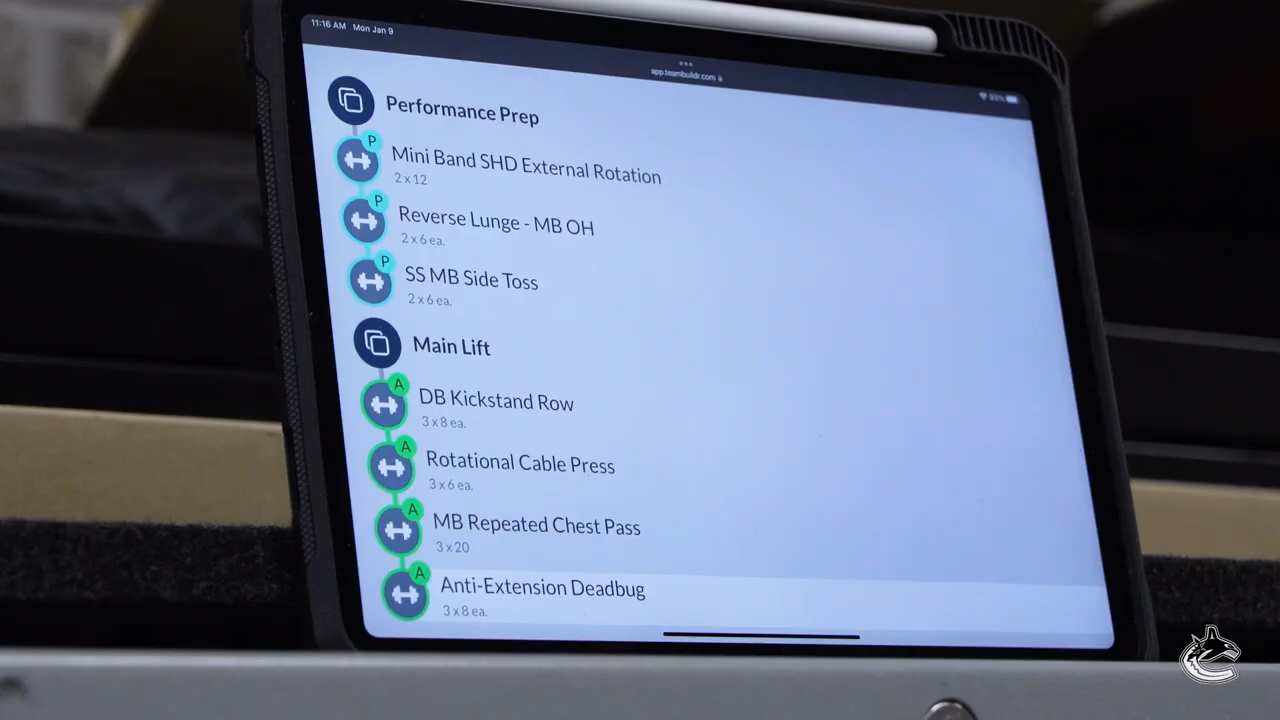 11:16 AM Mon Jan 9
app.teambuildr.com
93%
Performance Prep
P
Mini Band SHD External Rotation
2 x 12
P
Reverse Lunge - MB OH
2 x 6 ea.
P
SS MB Side Toss
2 x 6 ea.
Main Lift
A
DB Kickstand Row
3 x 8 ea.
A
Rotational Cable Press
3 x 6 ea.
A
MB Repeated Chest Pass
3 x 20
A
Anti-Extension Deadbug
3 x 8 ea.